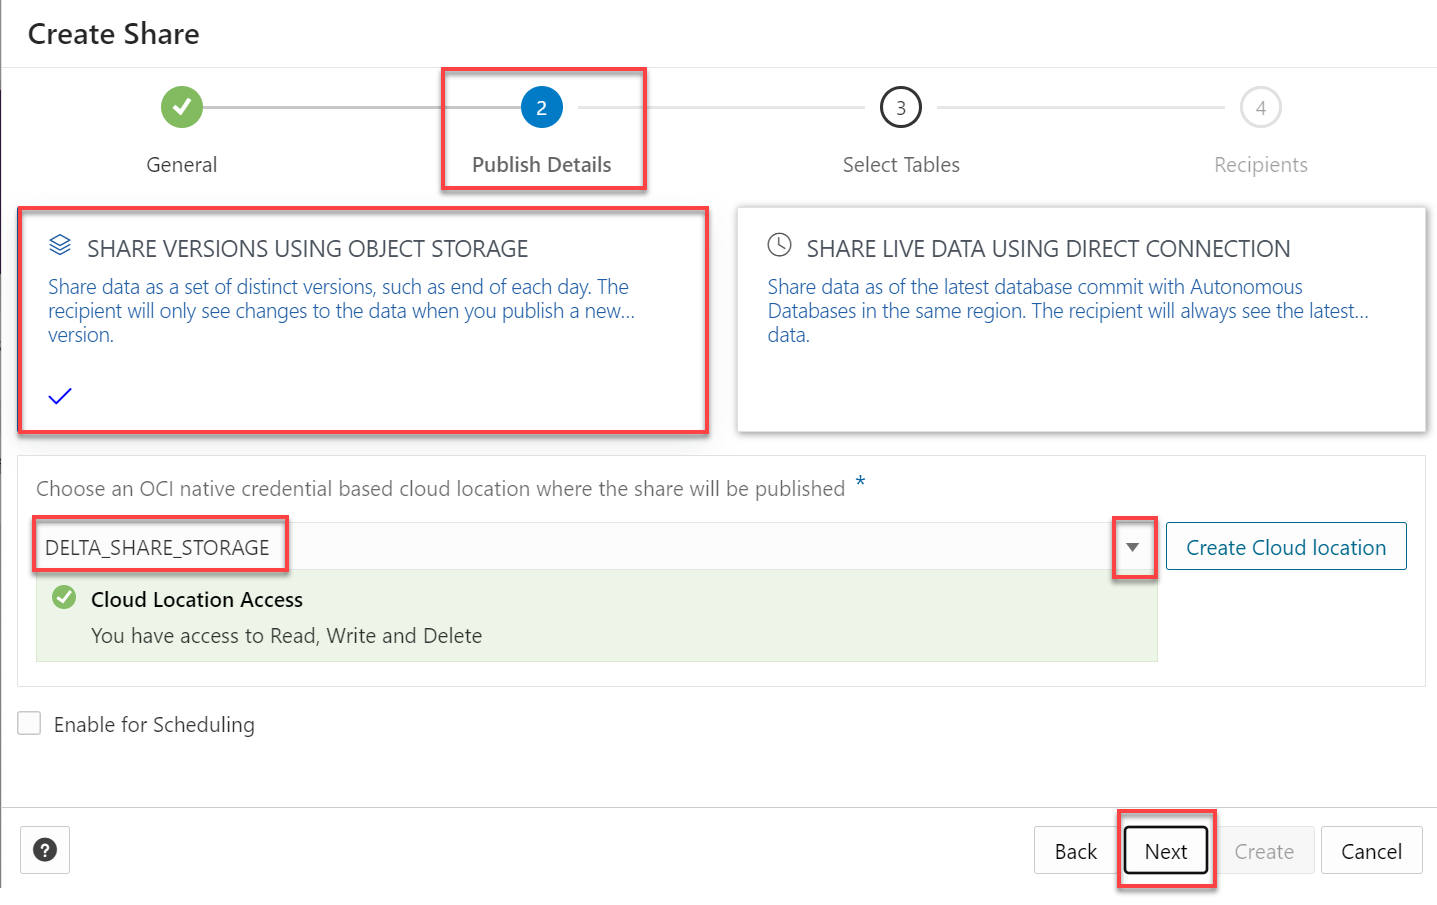 Create Share
2
3
4
General
Publish Details
Select Tables
Recipients
SHARE VERSIONS USING OBJECT STORAGE
Share data as a set of distinct versions, such as end of each day. The
recipient will only see changes to the data when you publish a new...
version.
SHARE LIVE DATA USING DIRECT CONNECTION
Share data as of the latest database commit with Autonomous
Databases in the same region. The recipient will always see the latest...
data.
Choose an OCI native credential based cloud location where the share will be published *
DELTA_SHARE_STORAGE
Create Cloud location
Cloud Location Access
You have access to Read, Write and Delete
Enable for Scheduling
?
Back
Next
Create
Cancel